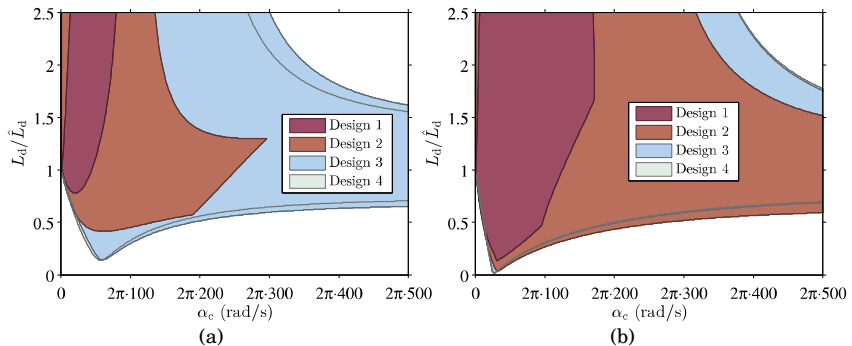 2.5
2
1.5
1
0.5
0
L_d/L̂_d
Design 1
Design 2
Design 3
Design 4
0 2π·100 2π·200 2π·300 2π·400 2π·500
α_c (rad/s)
(a)
2.5
2
1.5
1
0.5
0
L_d/L̂_d
Design 1
Design 2
Design 3
Design 4
0 2π·100 2π·200 2π·300 2π·400 2π·500
α_c (rad/s)
(b)